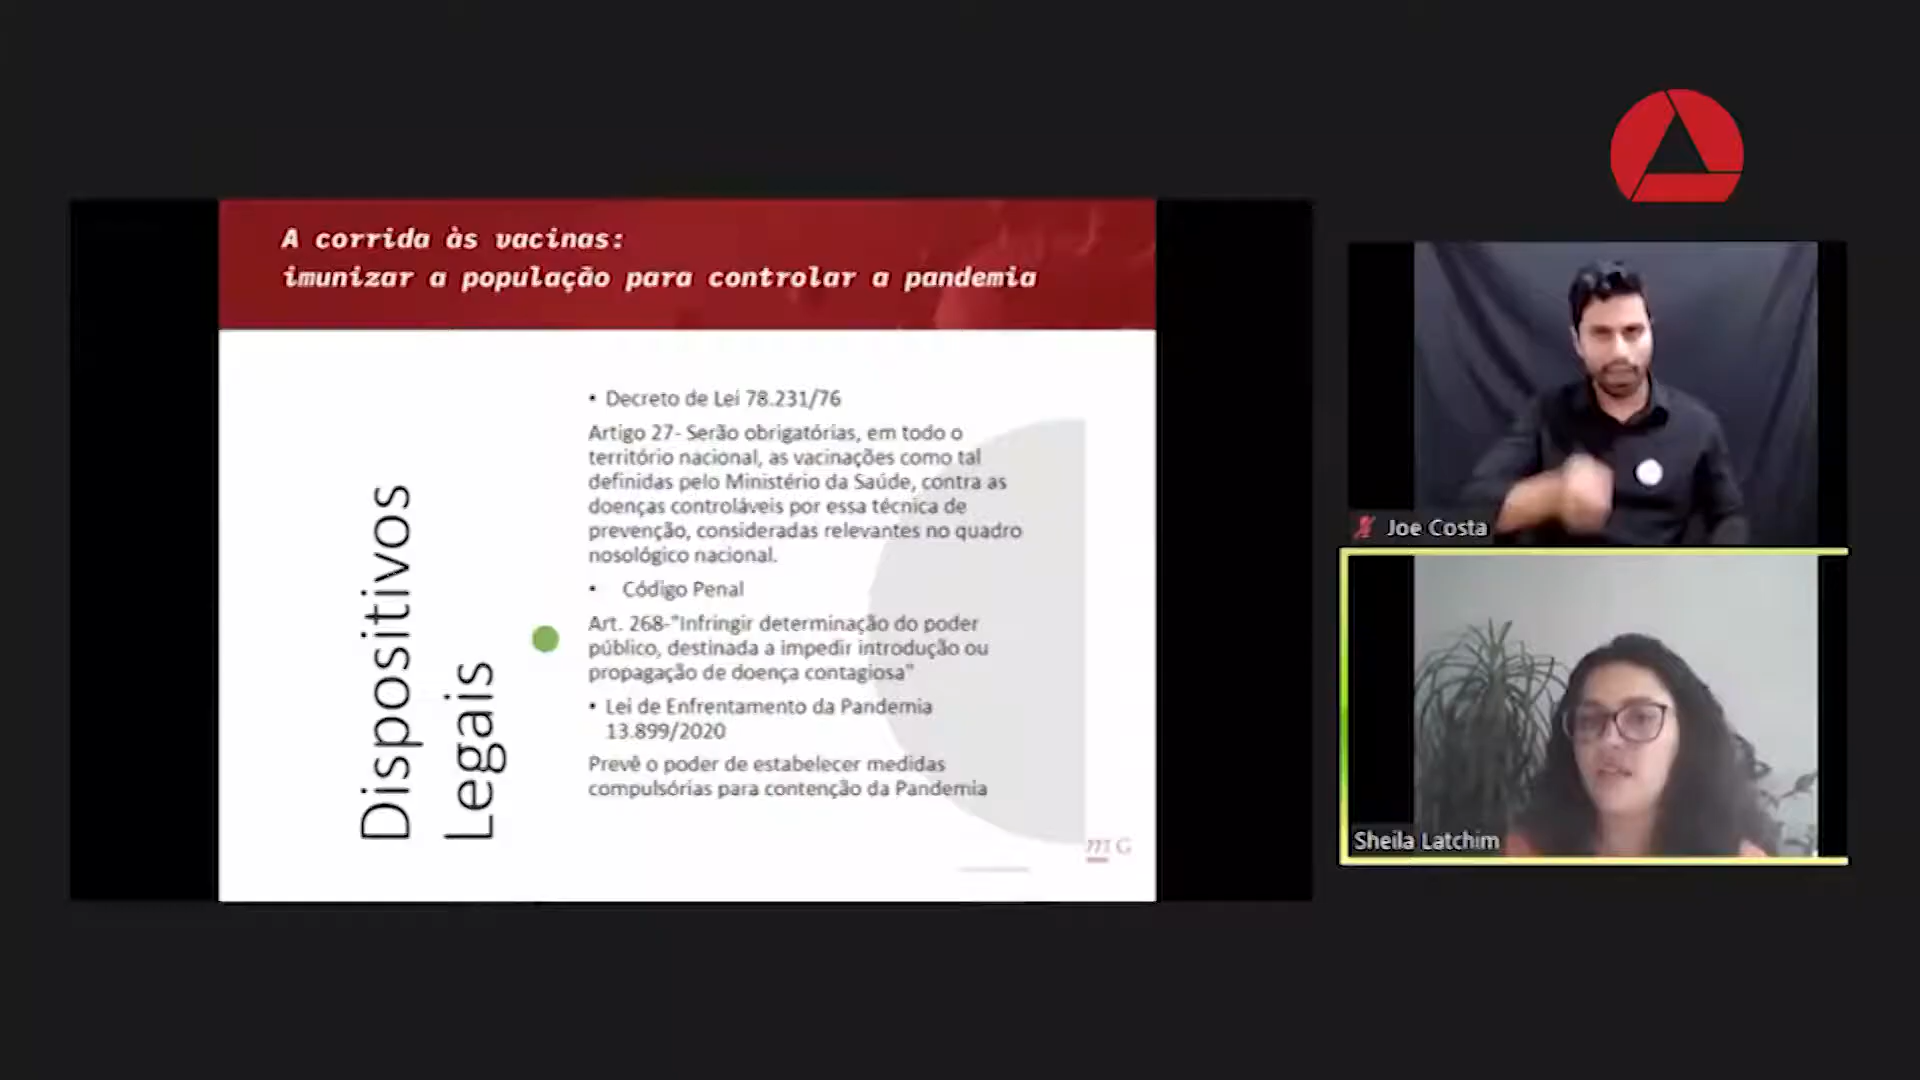 A corrida às vacinas:
imunizar a população para controlar a pandemia
Dispositivos
Legais
• Decreto de Lei 78.231/76
Artigo 27- Serão obrigatórias, em todo o
território nacional, as vacinações como tal
definidas pelo Ministério da Saúde, contra as
doenças controláveis por essa técnica de
prevenção, consideradas relevantes no quadro
nosológico nacional.
• Código Penal
Art. 268-"Infringir determinação do poder
público, destinada a impedir introdução ou
propagação de doença contagiosa"
• Lei de Enfrentamento da Pandemia
13.899/2020
Prevê o poder de estabelecer medidas
compulsórias para contenção da Pandemia
m G
Joe Costa
Sheila Latchim